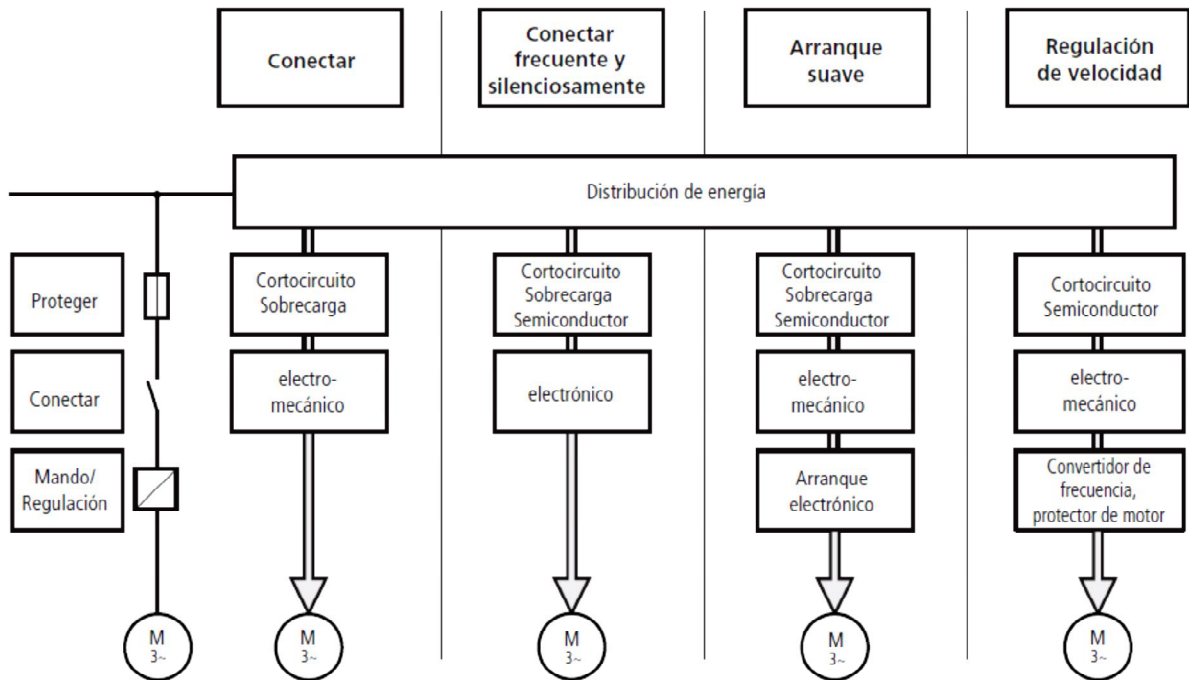 Conectar
Conectar
frecuente y
silenciosamente
Arranque
suave
Regulación
de velocidad
Distribución de energía
Proteger
Cortocircuito
Sobrecarga
Cortocircuito
Sobrecarga
Semiconductor
Cortocircuito
Sobrecarga
Semiconductor
Cortocircuito
Semiconductor
Conectar
electro-
mecánico
electrónico
electro-
mecánico
electro-
mecánico
Mando/
Regulación
Arranque
electrónico
Convertidor de
frecuencia,
protector de motor
M
3~
M
3~
M
3~
M
3~
M
3~